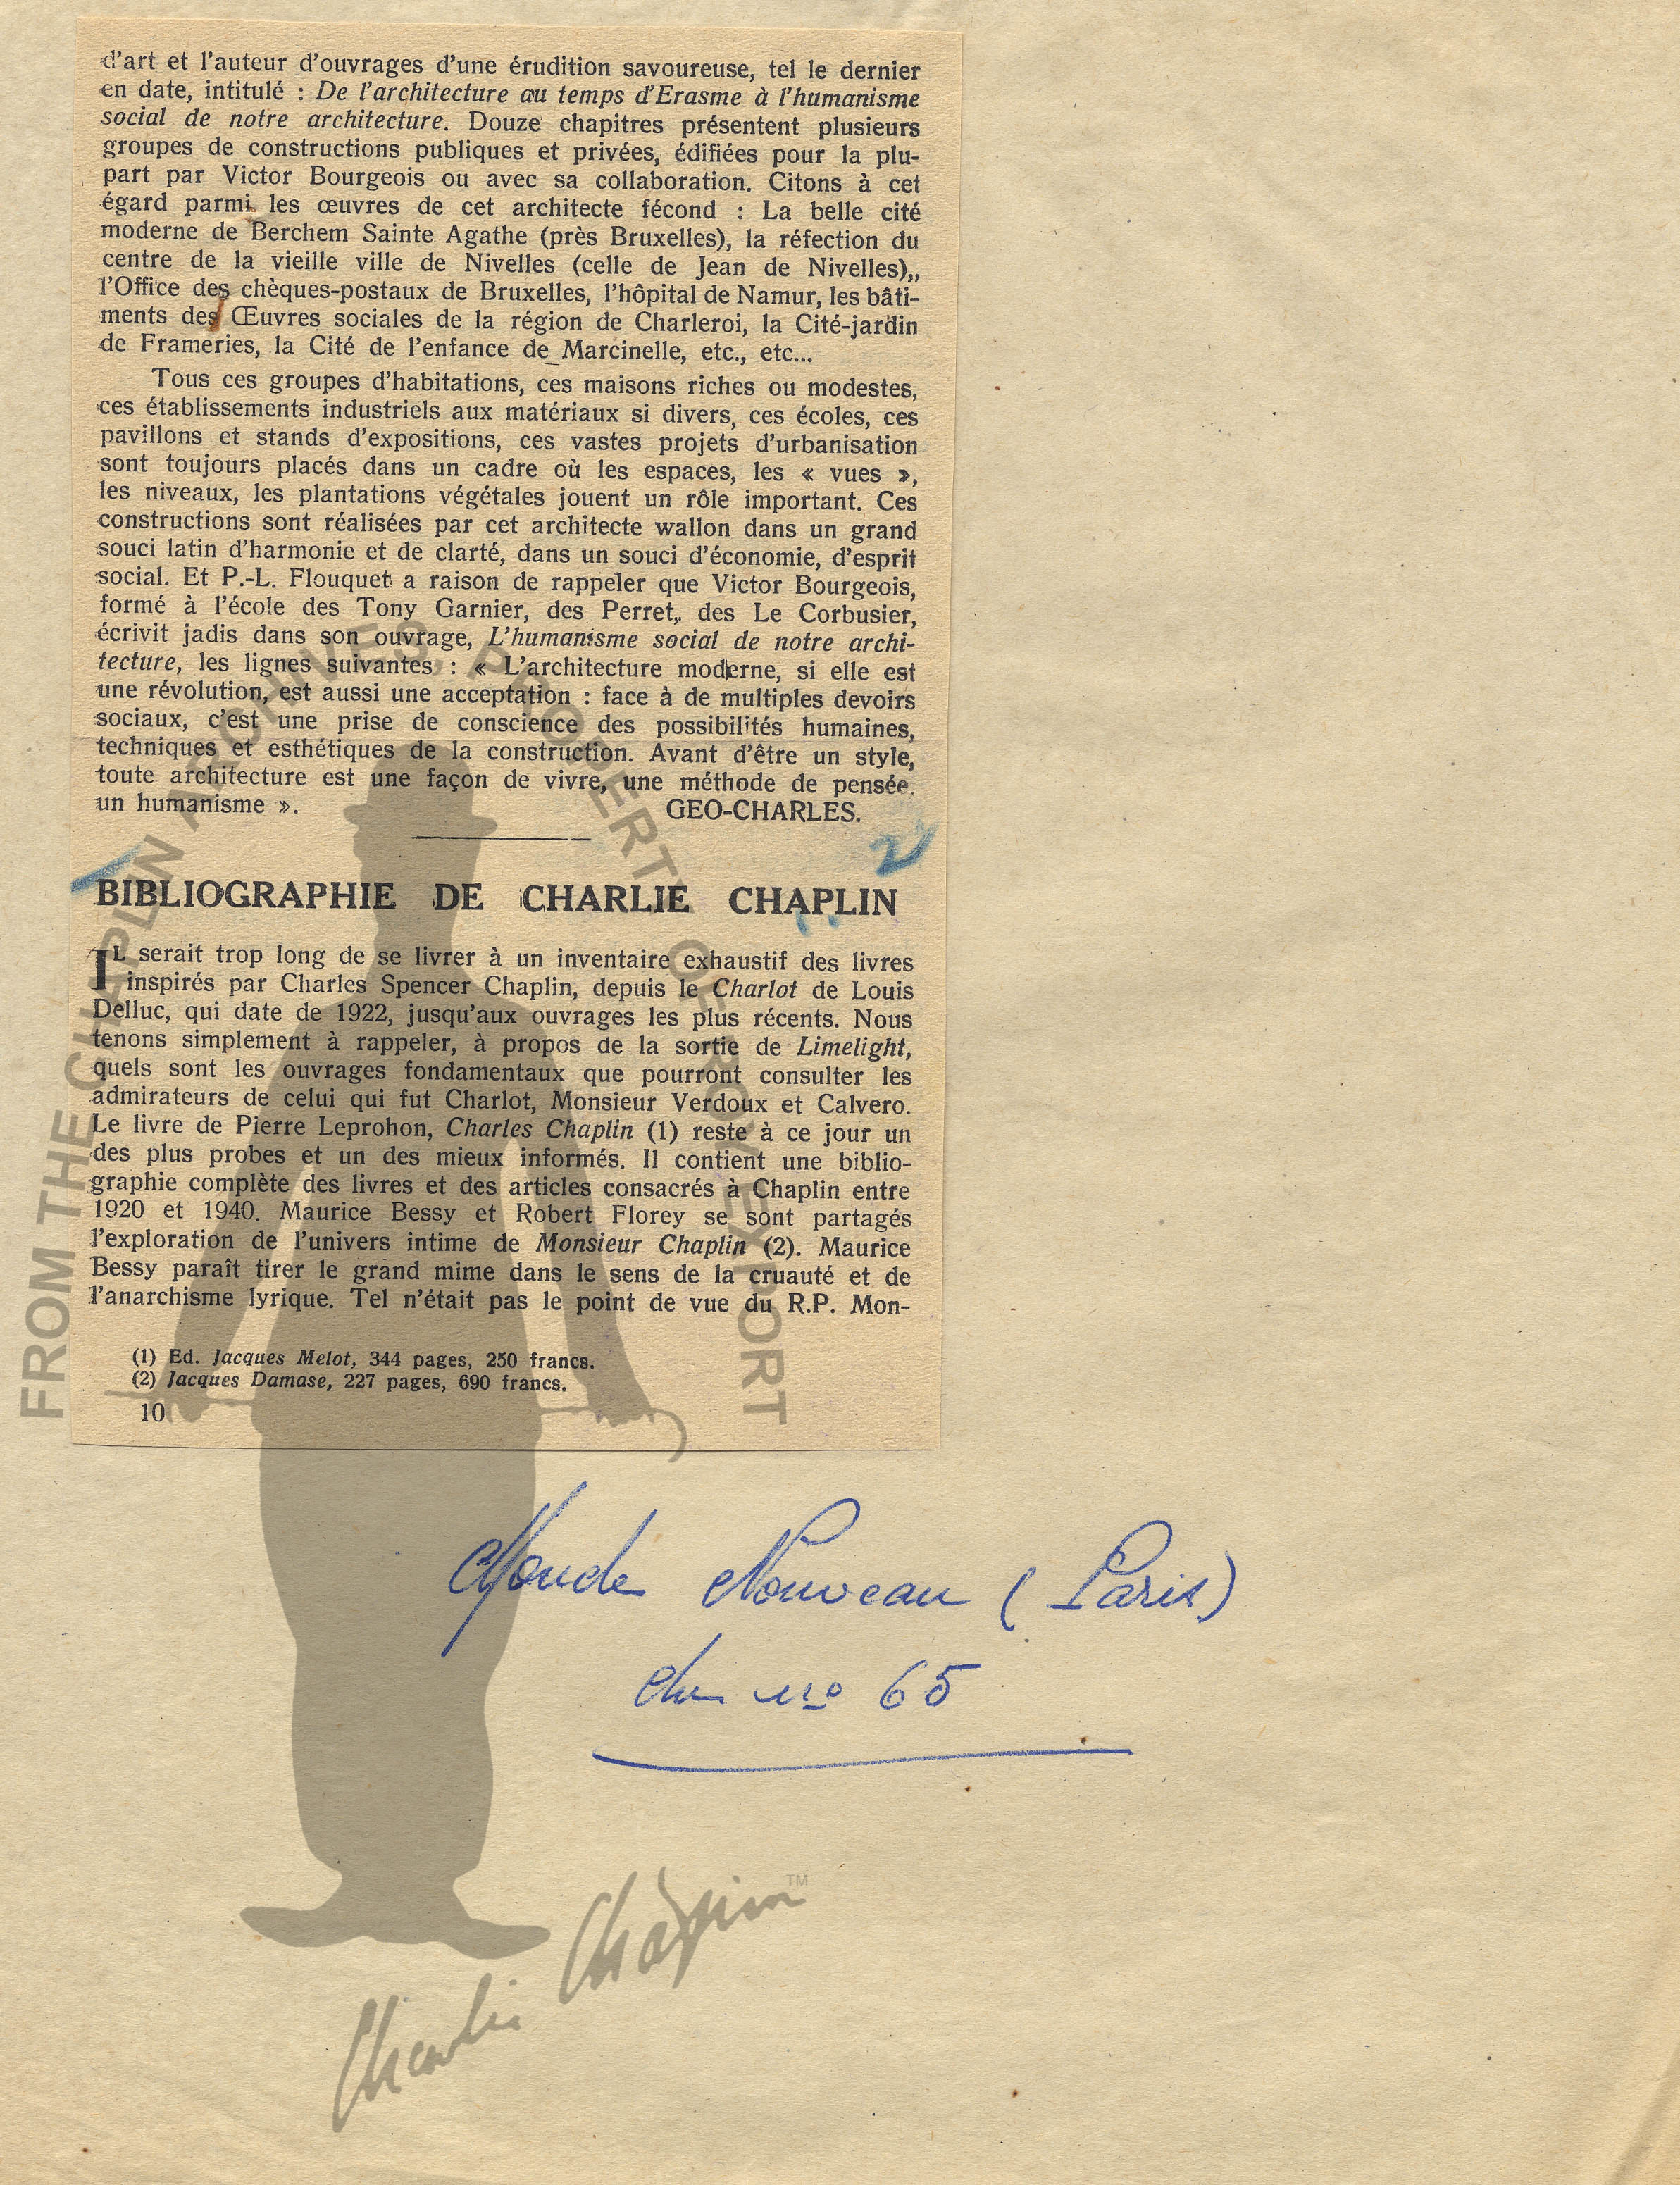 d'art et l'auteur d'ouvrages d'une érudition savoureuse, tel le dernier
en date, intitulé : De l'architecture au temps d'Erasme à l'humanisme
social de notre architecture. Douze chapitres présentent plusieurs
groupes de constructions publiques et privées, édifiées pour la plu-
part par Victor Bourgeois ou avec sa collaboration. Citons à cet
égard parmi les œuvres de cet architecte fécond : La belle cité
moderne de Berchem Sainte Agathe (près Bruxelles), la réfection du
centre de la vieille ville de Nivelles (celle de Jean de Nivelles),,
l'Office des chèques-postaux de Bruxelles, l'hôpital de Namur, les bâti-
ments des Œuvres sociales de la région de Charleroi, la Cité-jardin
de Frameries, la Cité de l'enfance de Marcinelle, etc., etc...
Tous ces groupes d'habitations, ces maisons riches ou modestes,
ces établissements industriels aux matériaux si divers, ces écoles, ces
pavillons et stands d'expositions, ces vastes projets d'urbanisation
sont toujours placés dans un cadre où les espaces, les « vues »,
les niveaux, les plantations végétales jouent un rôle important. Ces
constructions sont réalisées par cet architecte wallon dans un grand
souci latin d'harmonie et de clarté, dans un souci d'économie, d'esprit
social. Et P.-L. Flouquet a raison de rappeler que Victor Bourgeois,
formé à l'école des Tony Garnier, des Perret,, des Le Corbusier,
écrivit jadis dans son ouvrage, L'humanisme social de notre archi-
tecture, les lignes suivantes : « L'architecture moderne, si elle est
une révolution, est aussi une acceptation : face à de multiples devoirs
sociaux, c'est une prise de conscience des possibilités humaines,
techniques et esthétiques de la construction. Avant d'être un style,
toute architecture est une façon de vivre, une méthode de pensée,
un humanisme ». GEO-CHARLES.
2
BIBLIOGRAPHIE DE CHARLIE CHAPLIN
IL serait trop long de se livrer à un inventaire exhaustif des livres
inspirés par Charles Spencer Chaplin, depuis le Charlot de Louis
Delluc, qui date de 1922, jusqu'aux ouvrages les plus récents. Nous
tenons simplement à rappeler, à propos de la sortie de Limelight,
quels sont les ouvrages fondamentaux que pourront consulter les
admirateurs de celui qui fut Charlot, Monsieur Verdoux et Calvero.
Le livre de Pierre Leprohon, Charles Chaplin (1) reste à ce jour un
des plus probes et un des mieux informés. Il contient une biblio-
graphie complète des livres et des articles consacrés à Chaplin entre
1920 et 1940. Maurice Bessy et Robert Florey se sont partagés
l'exploration de l'univers intime de Monsieur Chaplin (2). Maurice
Bessy paraît tirer le grand mime dans le sens de la cruauté et de
l'anarchisme lyrique. Tel n'était pas le point de vue du R.P. Mon-
(1) Ed. Jacques Melot, 344 pages, 250 francs.
(2) Jacques Damase, 227 pages, 690 francs.
10
Monde Nouveau (Paris)
nº 65
FROM THE CHAPLIN ARCHIVES, PROPERTY OF ROY EXPORT
Charlie Chaplin TM